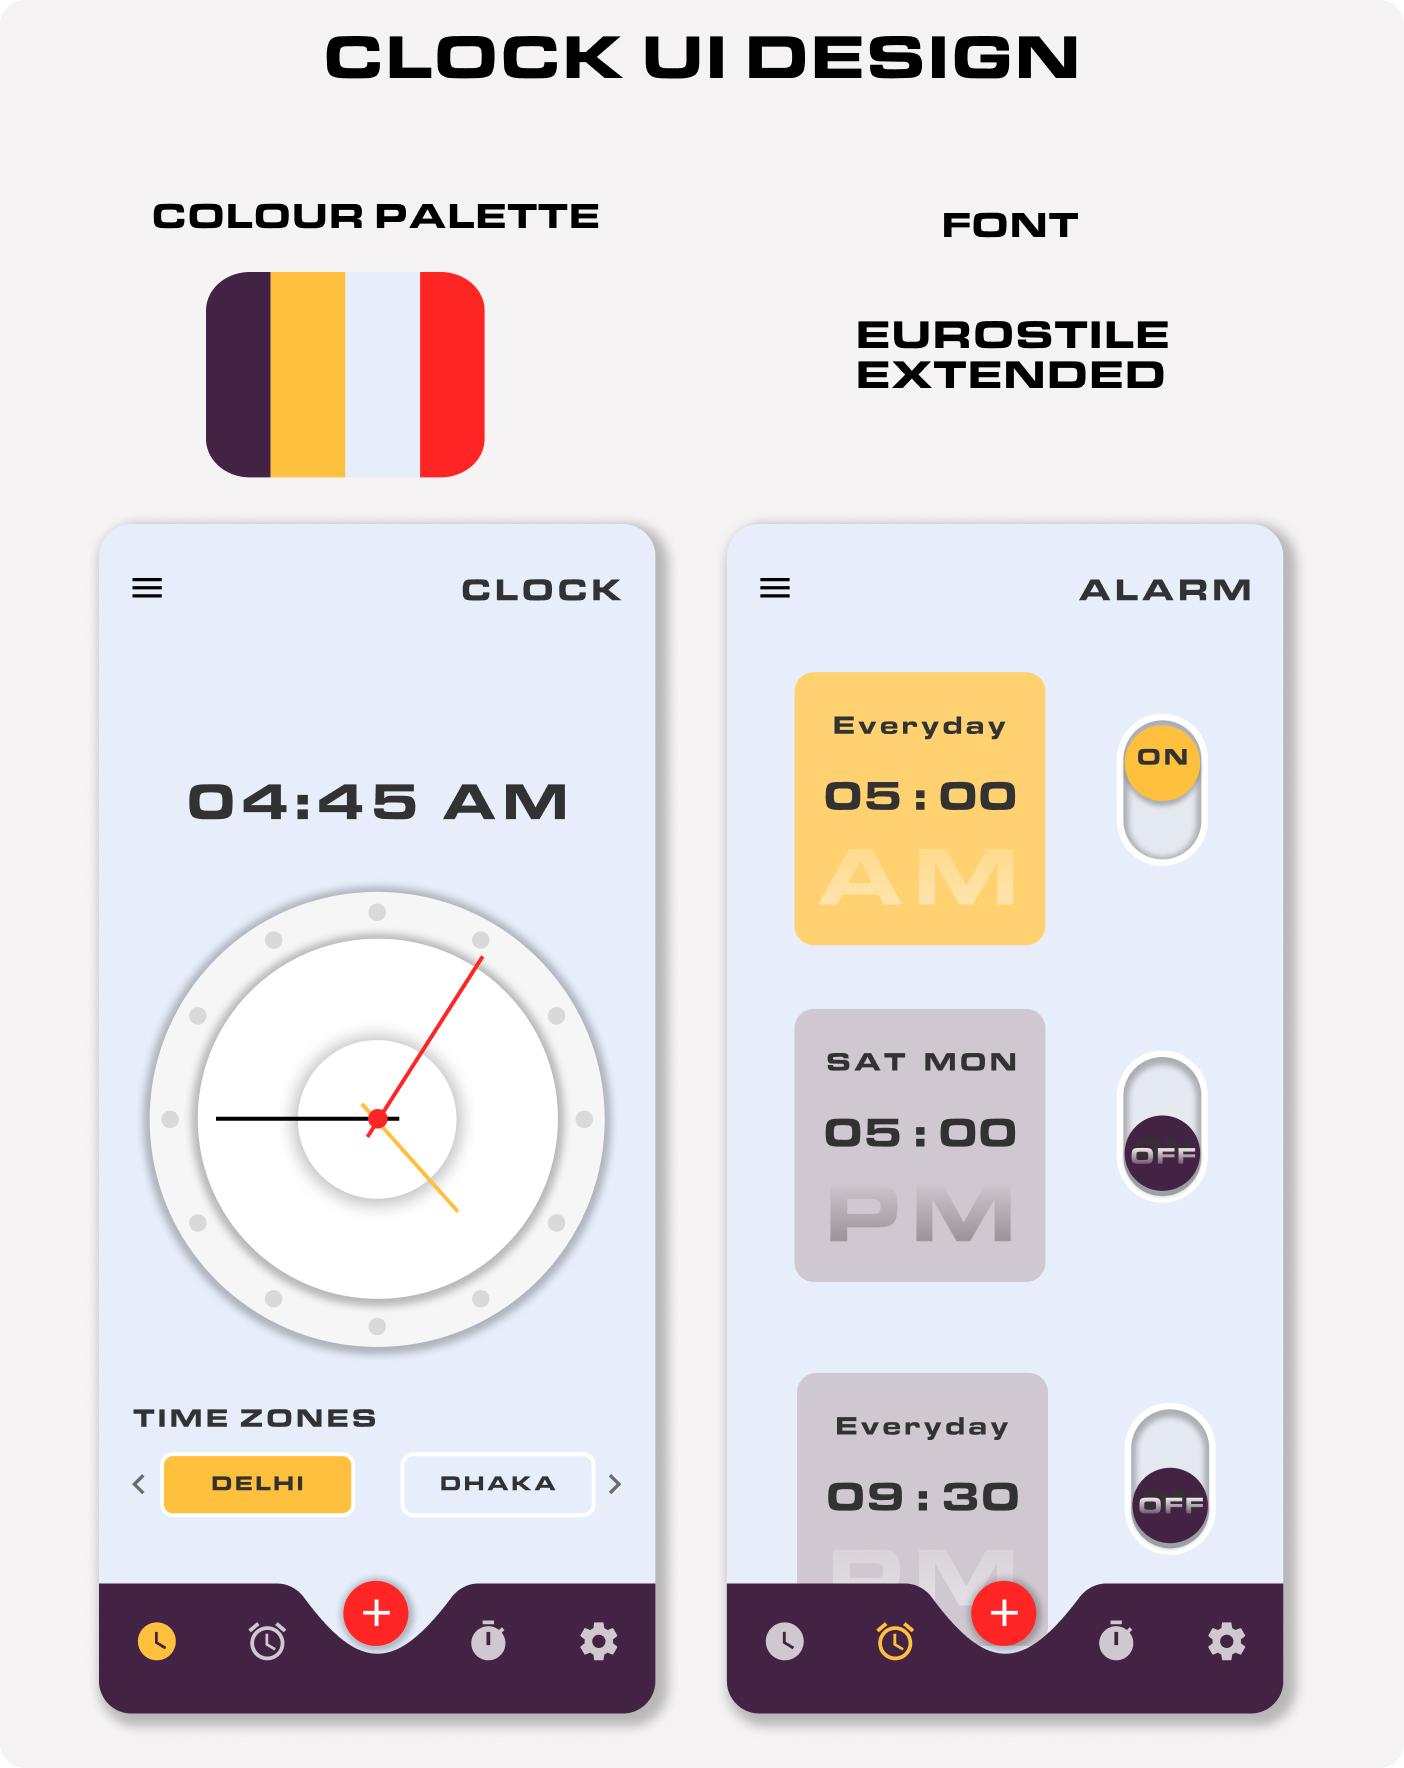 CLOCK UI DESIGN
COLOUR PALETTE
FONT
EUROSTILE
EXTENDED
CLOCK
04:45 AM
TIME ZONES
DELHI
DHAKA
ALARM
Everyday
05 : 00
AM
ON
SAT MON
05 : 00
PM
OFF
Everyday
09 : 30
PM
OFF